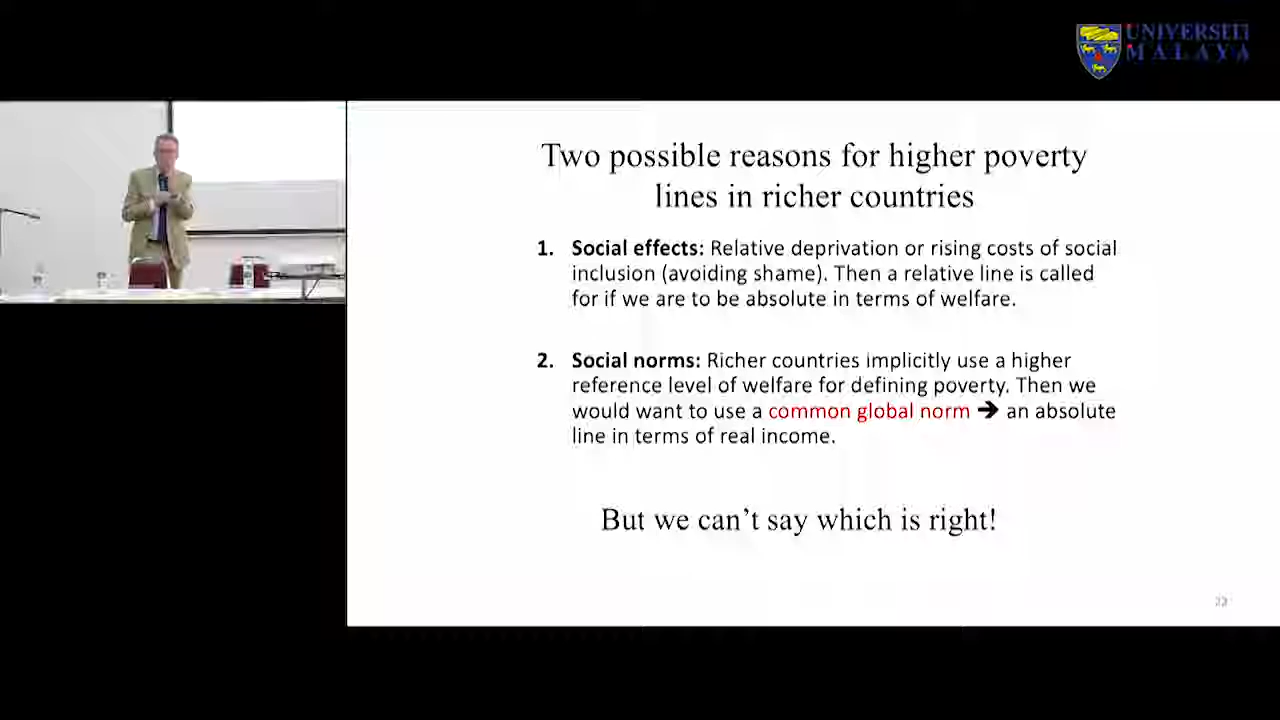 UNIVERSITI
MALAYA
Two possible reasons for higher poverty
lines in richer countries
1. Social effects: Relative deprivation or rising costs of social
inclusion (avoiding shame). Then a relative line is called
for if we are to be absolute in terms of welfare.
2. Social norms: Richer countries implicitly use a higher
reference level of welfare for defining poverty. Then we
would want to use a common global norm ➔ an absolute
line in terms of real income.
But we can't say which is right!